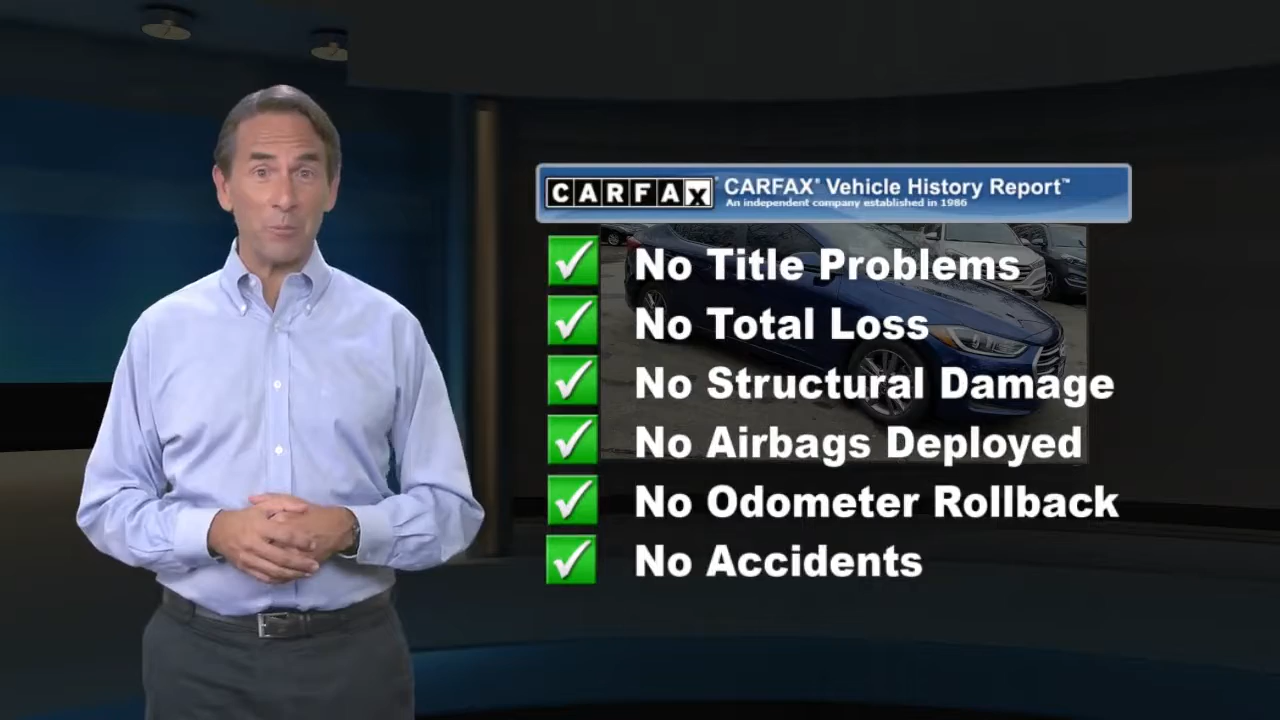 CARFAX
CARFAX® Vehicle History Report™
An independent company established in 1986
No Title Problems
No Total Loss
No Structural Damage
No Airbags Deployed
No Odometer Rollback
No Accidents